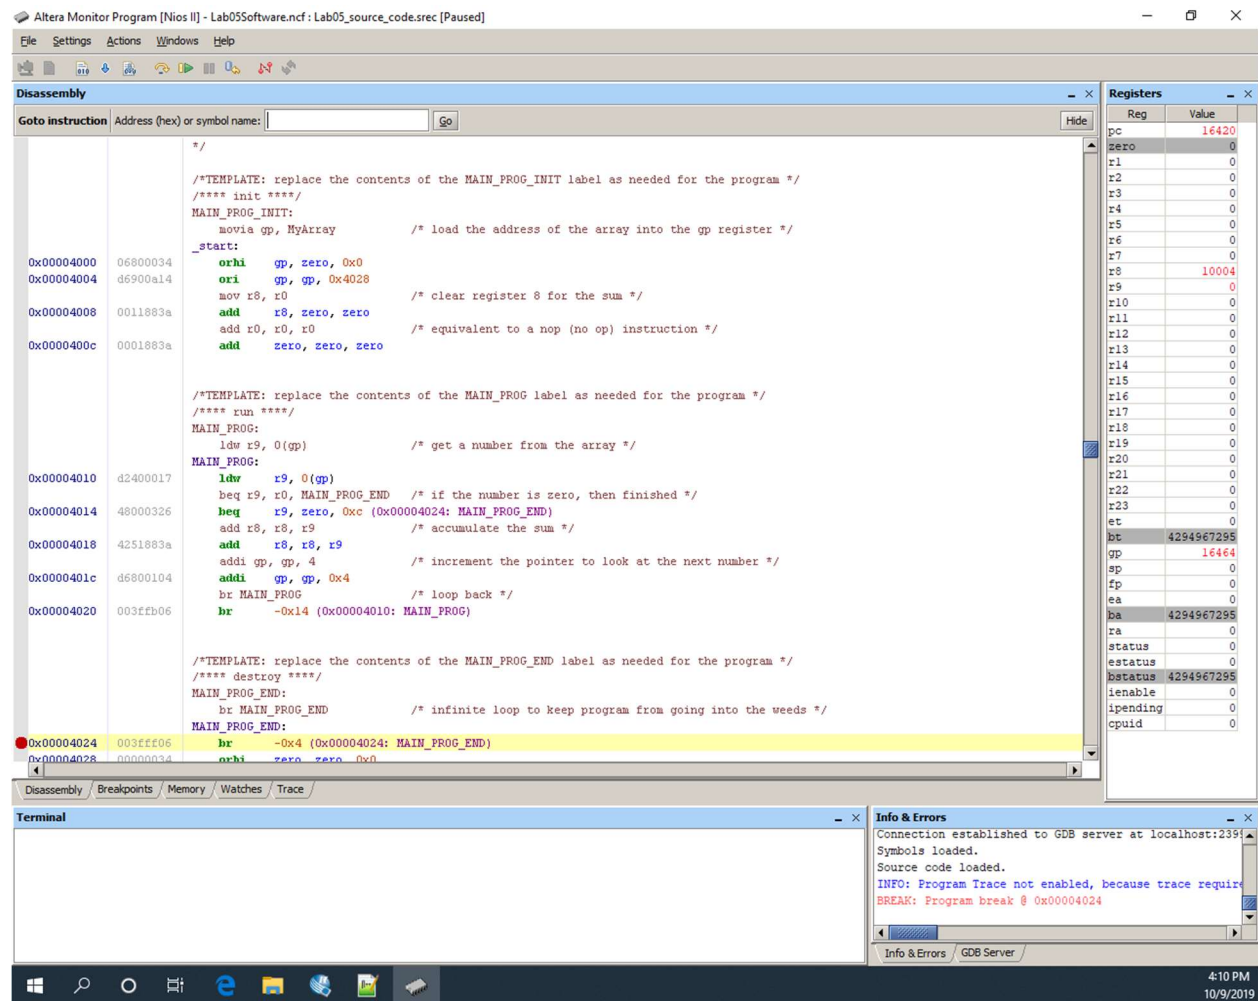 Altera Monitor Program [Nios II] - Lab05Software.ncf : Lab05_source_code.srec [Paused]
File Settings Actions Windows Help
Disassembly
Goto instruction Address (hex) or symbol name: Go Hide
*/
/*TEMPLATE: replace the contents of the MAIN_PROG_INIT label as needed for the program */
/**** init ****/
MAIN_PROG_INIT:
movia gp, MyArray /* load the address of the array into the gp register */
_start:
0x00004000 06800034 orhi gp, zero, 0x0
0x00004004 d6900a14 ori gp, gp, 0x4028
mov r8, r0 /* clear register 8 for the sum */
0x00004008 0011883a add r8, zero, zero
add r0, r0, r0 /* equivalent to a nop (no op) instruction */
0x0000400c 0001883a add zero, zero, zero
/*TEMPLATE: replace the contents of the MAIN_PROG label as needed for the program */
/**** run ****/
MAIN_PROG:
ldw r9, 0(gp) /* get a number from the array */
MAIN_PROG:
0x00004010 d2400017 ldw r9, 0(gp)
beq r9, r0, MAIN_PROG_END /* if the number is zero, then finished */
0x00004014 48000326 beq r9, zero, 0xc (0x00004024: MAIN_PROG_END)
add r8, r8, r9 /* accumulate the sum */
0x00004018 4251883a add r8, r8, r9
addi gp, gp, 4 /* increment the pointer to look at the next number */
0x0000401c d6800104 addi gp, gp, 0x4
br MAIN_PROG /* loop back */
0x00004020 003ffb06 br -0x14 (0x00004010: MAIN_PROG)
/*TEMPLATE: replace the contents of the MAIN_PROG_END label as needed for the program */
/**** destroy ****/
MAIN_PROG_END:
br MAIN_PROG_END /* infinite loop to keep program from going into the weeds */
MAIN_PROG_END:
0x00004024 003fff06 br -0x4 (0x00004024: MAIN_PROG_END)
0x00004028 00000034 orhi zero, zero, 0x0
Disassembly Breakpoints Memory Watches Trace
Registers
Reg Value
pc 16420
zero 0
r1 0
r2 0
r3 0
r4 0
r5 0
r6 0
r7 0
r8 10004
r9 0
r10 0
r11 0
r12 0
r13 0
r14 0
r15 0
r16 0
r17 0
r18 0
r19 0
r20 0
r21 0
r22 0
r23 0
et 0
bt 4294967295
gp 16464
sp 0
fp 0
ea 0
ba 4294967295
ra 0
status 0
estatus 0
bstatus 4294967295
ienable 0
ipending 0
cpuid 0
Terminal
Info & Errors
Connection established to GDB server at localhost:2399
Symbols loaded.
Source code loaded.
INFO: Program Trace not enabled, because trace require
BREAK: Program break @ 0x00004024
Info & Errors GDB Server
4:10 PM
10/9/2019